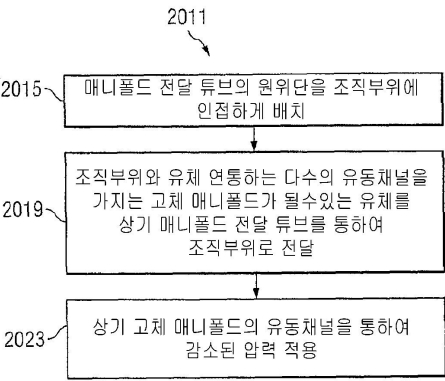 2011
2015
매니폴드 전달 튜브의 원위단을 조직부위에
인접하게 배치
조직부위와 유체 연통하는 다수의 유동채널을
가지는 고체 매니폴드가 될수있는 유체를
2019
상기 매니폴드 전달 튜브를 통하여
조직부위로 전달
상기 고체 매니폴드의 유동채널을 통하여
2023
감소된 압력 적용